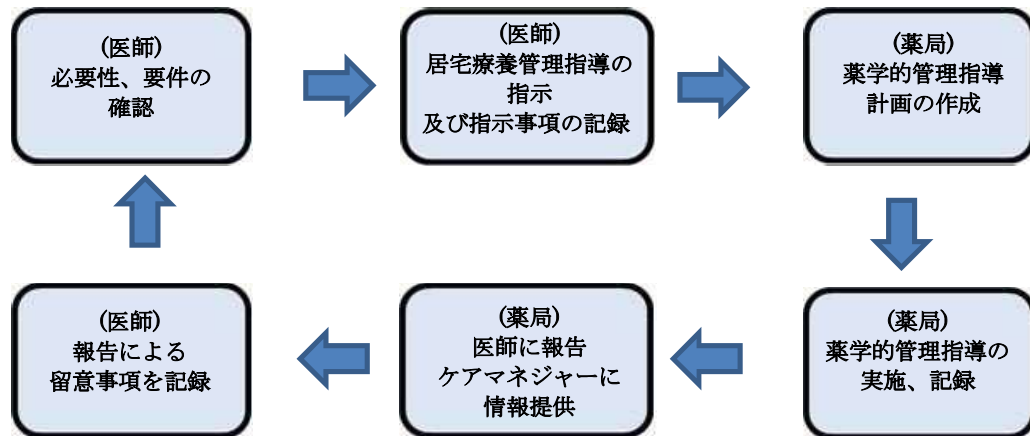 (医師)
必要性、要件の
確認
(医師)
居宅療養管理指導の
指示
及び指示事項の記録
(薬局)
薬学的管理指導
計画の作成
(薬局)
薬学的管理指導の
実施、記録
(薬局)
医師に報告
ケアマネジャーに
情報提供
(医師)
報告による
留意事項を記録